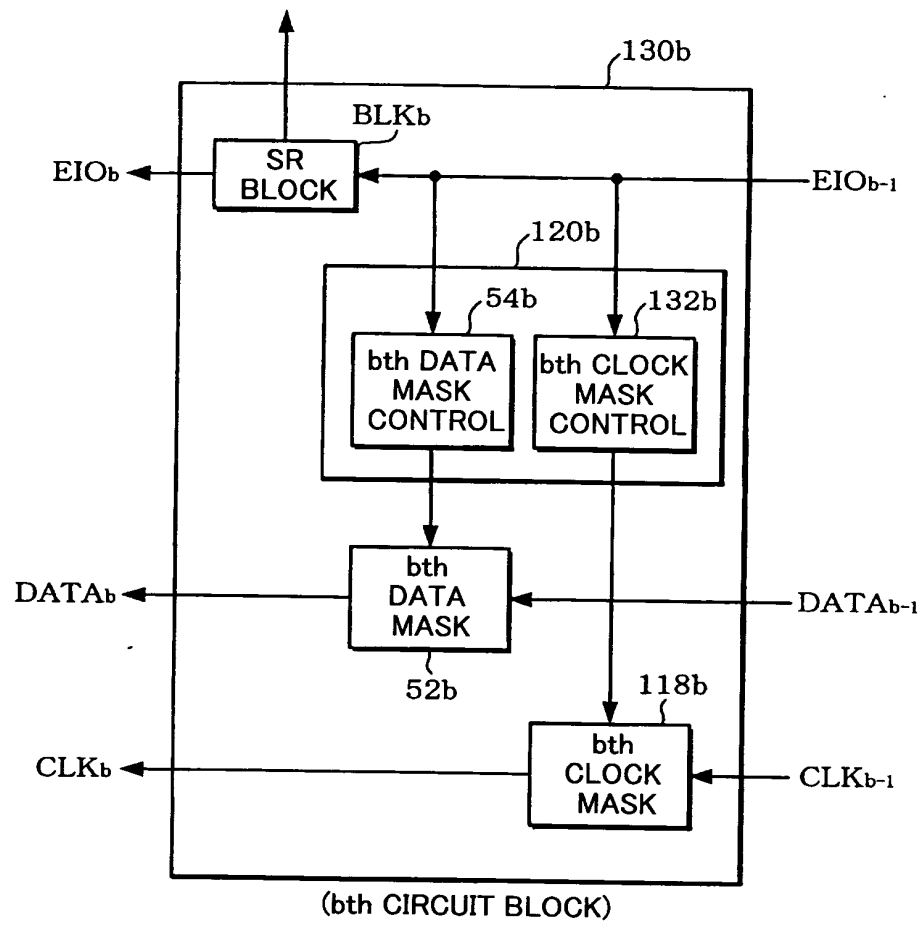 130b
BLKb
SR
BLOCK
EIOb
EIOb-1
120b
54b
132b
bth DATA
MASK
CONTROL
bth CLOCK
MASK
CONTROL
bth
DATA
MASK
DATAb
DATAb-1
52b
118b
bth
CLOCK
MASK
CLKb
CLKb-1
(bth CIRCUIT BLOCK)